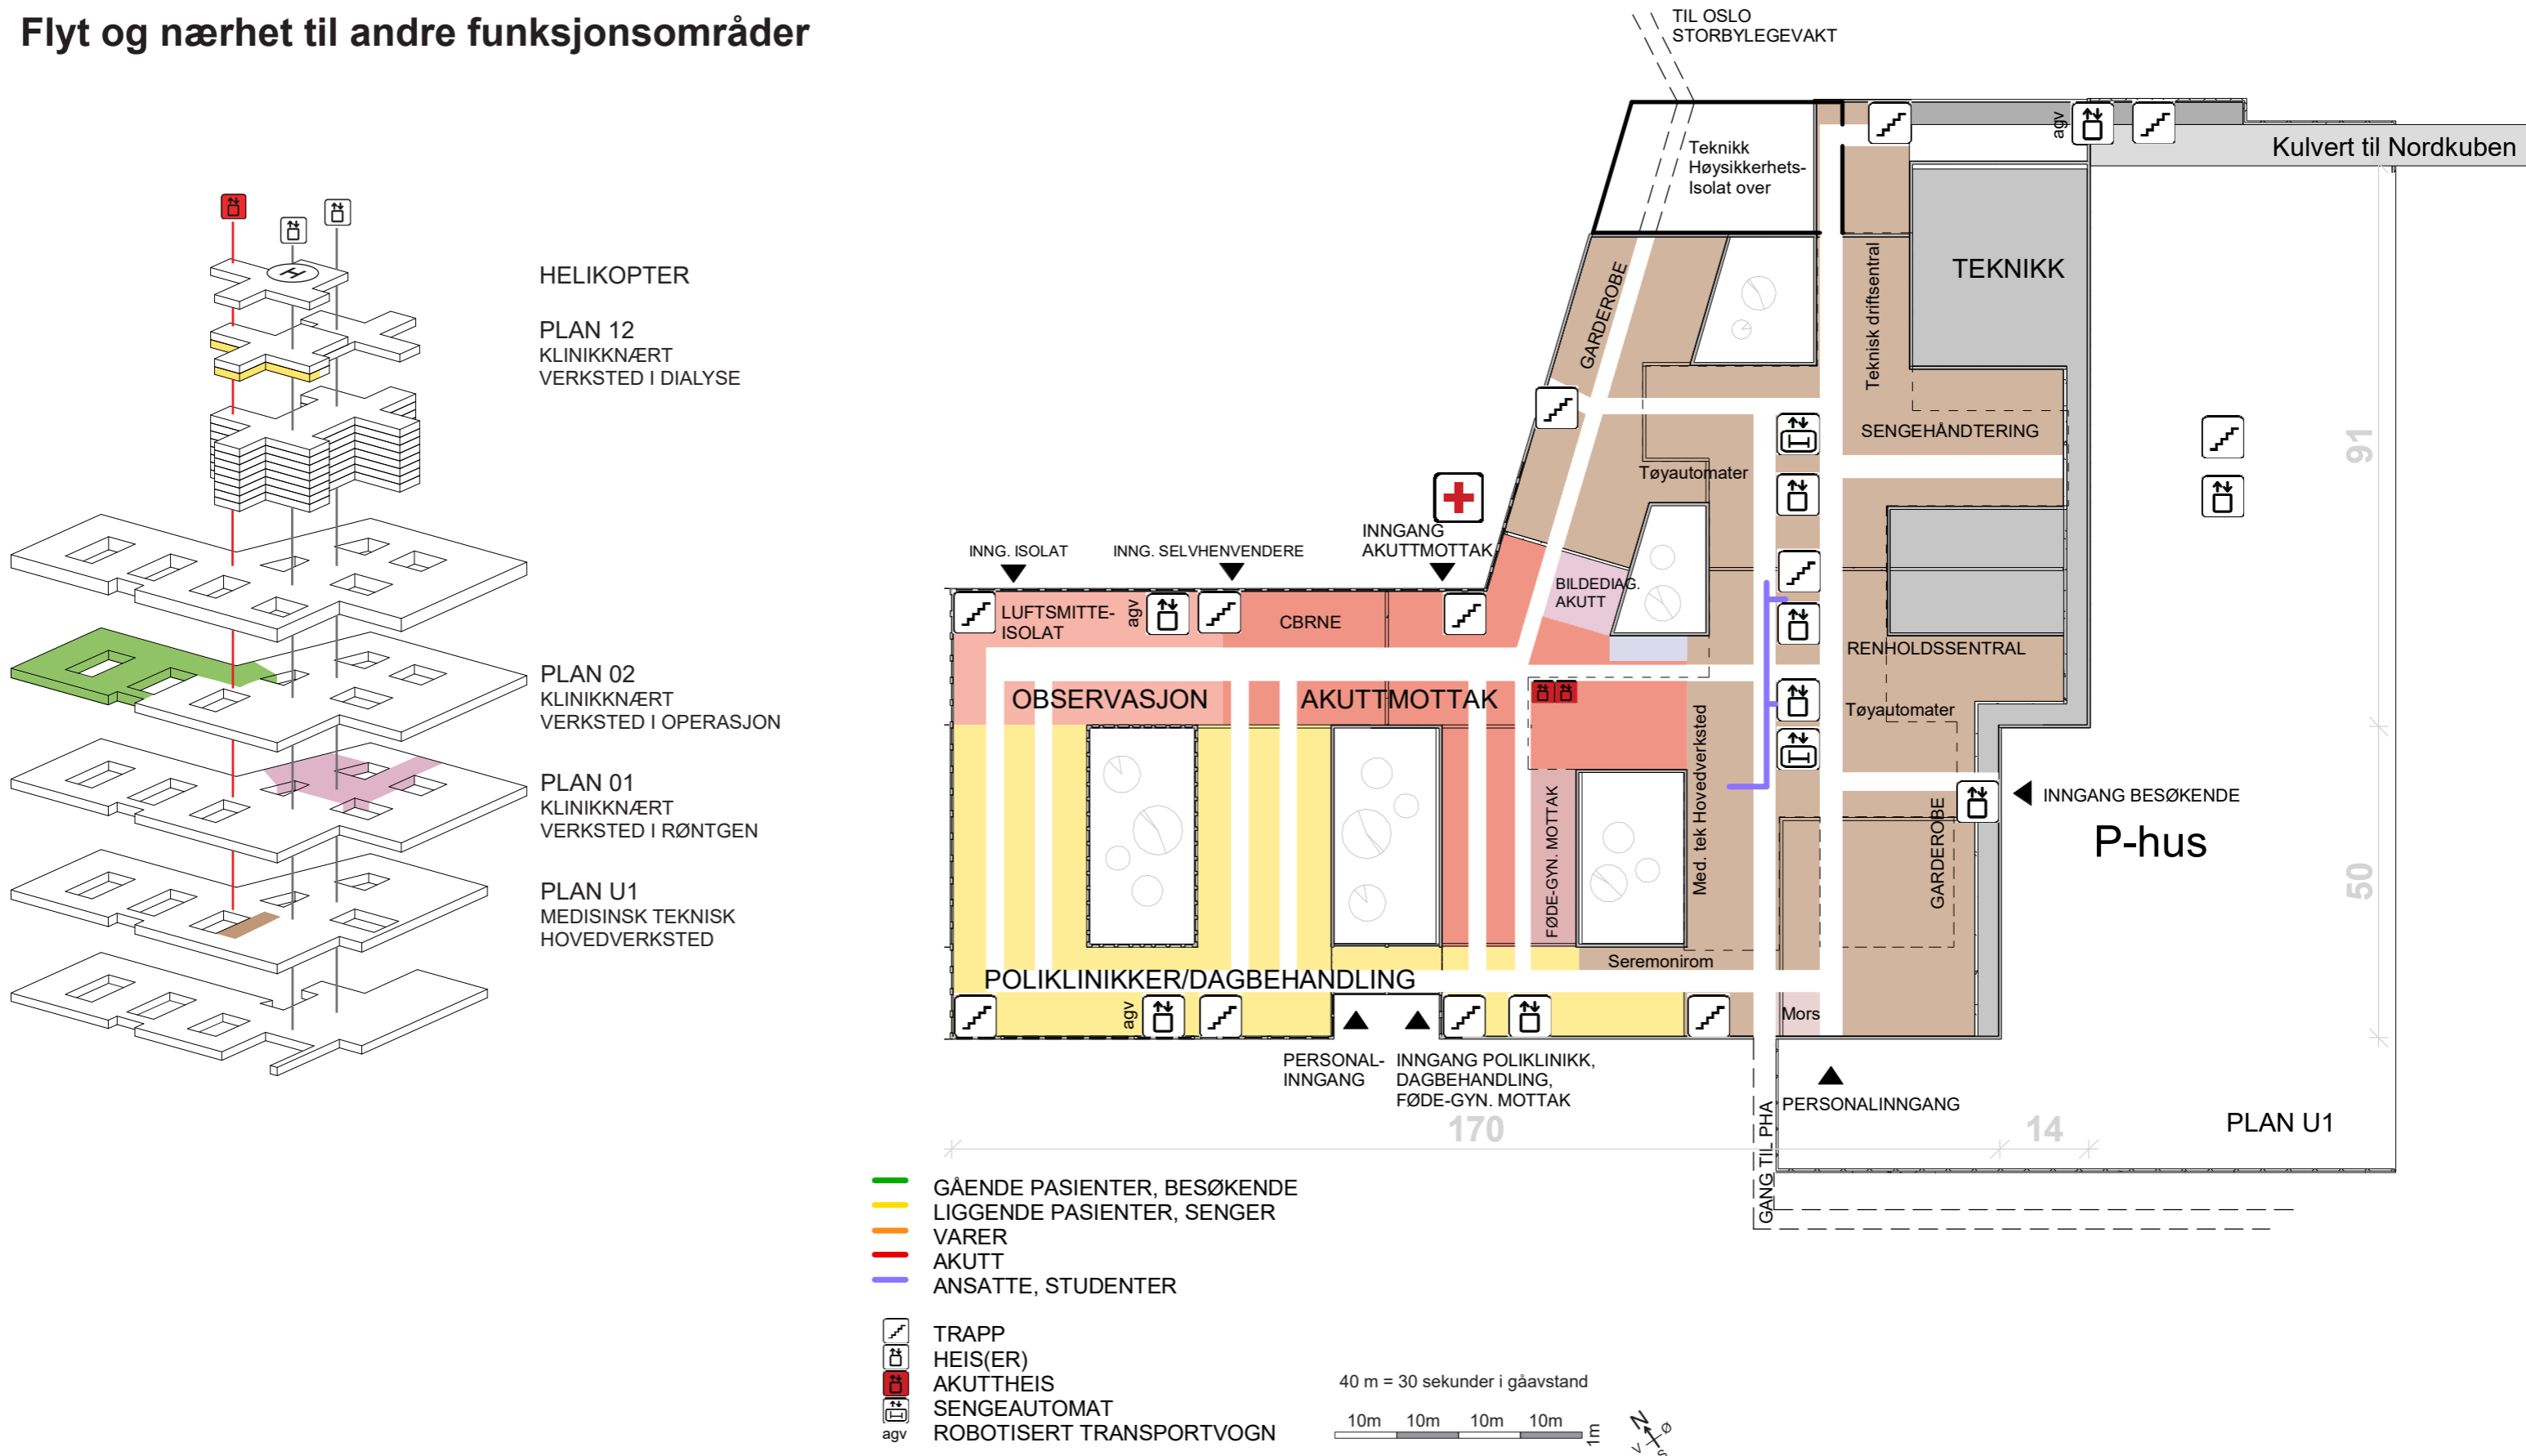 Flyt og nærhet til andre funksjonsområder
HELIKOPTER
PLAN 12
KLINIKKNÆRT
VERKSTED I DIALYSE
PLAN 02
KLINIKKNÆRT
VERKSTED I OPERASJON
PLAN 01
KLINIKKNÆRT
VERKSTED I RØNTGEN
PLAN U1
MEDISINSK TEKNISK
HOVEDVERKSTED
H
TIL OSLO
STORBYLEGEVAKT
Teknikk
Høysikkerhets-
Isolat over
agv
Kulvert til Nordkuben
GARDEROBE
Teknisk driftsentral
TEKNIKK
SENGEHÅNDTERING
Tøyautomater
91
INNG. ISOLAT
INNG. SELVHENVENDERE
INNGANG
AKUTTMOTTAK
BILDEDIAG.
AKUTT
LUFTSMITTE-
ISOLAT
agv
CBRNE
RENHOLDSSENTRAL
OBSERVASJON
AKUTTMOTTAK
Tøyautomater
Med. tek Hovedverksted
FØDE-GYN. MOTTAK
GARDEROBE
INNGANG BESØKENDE
P-hus
50
Seremonirom
POLIKLINIKKER/DAGBEHANDLING
agv
Mors
PERSONAL-
INNGANG
INNGANG POLIKLINIKK,
DAGBEHANDLING,
FØDE-GYN. MOTTAK
GANG TIL PHA
PERSONALINNGANG
170
14
PLAN U1
GÅENDE PASIENTER, BESØKENDE
LIGGENDE PASIENTER, SENGER
VARER
AKUTT
ANSATTE, STUDENTER
TRAPP
HEIS(ER)
AKUTTHEIS
SENGEAUTOMAT
agv ROBOTISERT TRANSPORTVOGN
40 m = 30 sekunder i gåavstand
10m 10m 10m 10m
1m
N
Ø
V
S